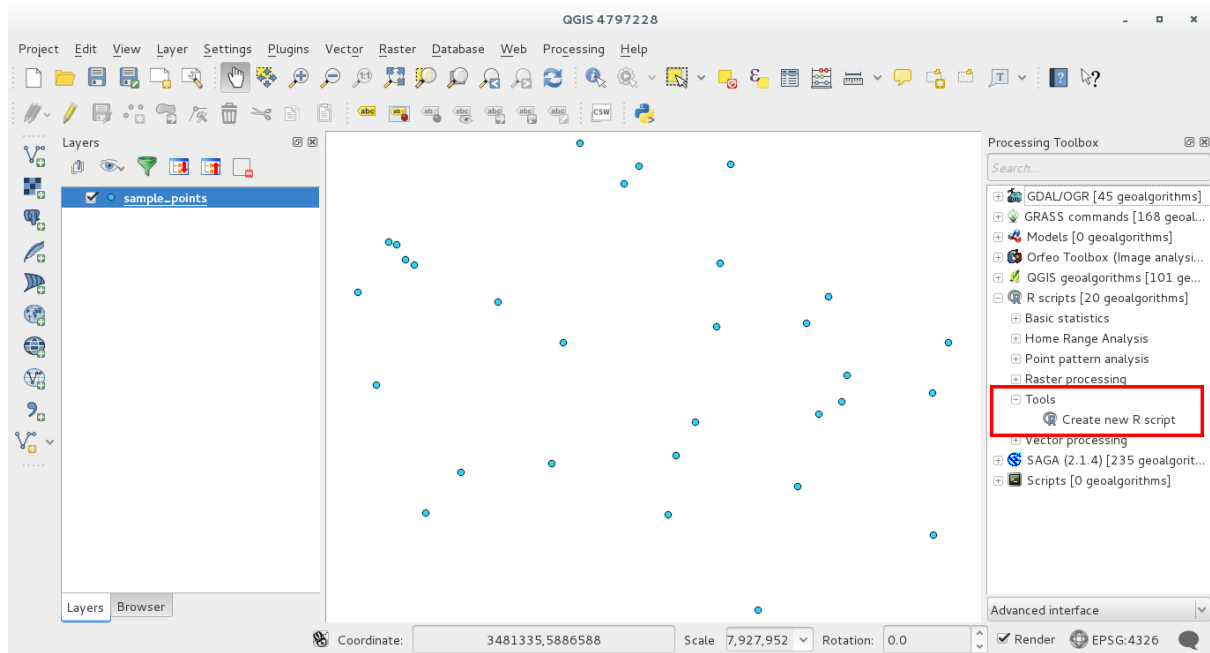 QGIS 4797228
Project Edit View Layer Settings Plugins Vector Raster Database Web Processing Help
abc
CSW
Layers
sample_points
Layers Browser
Processing Toolbox
Search...
GDAL/OGR [45 geoalgorithms]
GRASS commands [168 geoal...
Models [0 geoalgorithms]
Orfeo Toolbox (Image analysi...
QGIS geoalgorithms [101 ge...
R scripts [20 geoalgorithms]
Basic statistics
Home Range Analysis
Point pattern analysis
Raster processing
Tools
Create new R script
Vector processing
SAGA (2.1.4) [235 geoalgorit...
Scripts [0 geoalgorithms]
Advanced interface
Coordinate: 3481335,5886588 Scale 7,927,952 Rotation: 0.0 Render EPSG:4326